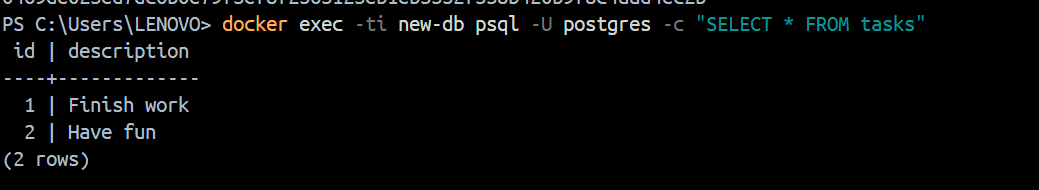 PS C:\Users\LENOVO> docker exec -ti new-db psql -U postgres -c "SELECT * FROM tasks"
 id | description
----+-------------
  1 | Finish work
  2 | Have fun
(2 rows)